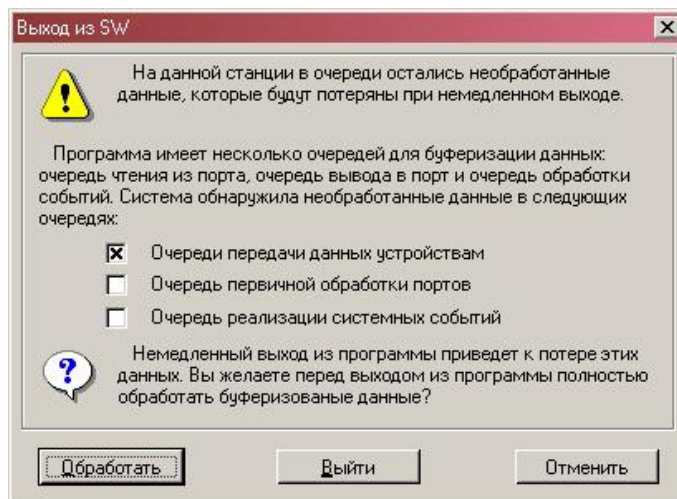 Выход из SW
На данной станции в очереди остались необработанные
данные, которые будут потеряны при немедленном выходе.
Программа имеет несколько очередей для буферизации данных:
очередь чтения из порта, очередь вывода в порт и очередь обработки
событий. Система обнаружила необработанные данные в следующих
очередях:
Очереди передачи данных устройствам
Очередь первичной обработки портов
Очередь реализации системных событий
Немедленный выход из программы приведет к потере этих
данных. Вы желаете перед выходом из программы полностью
обработать буферизованые данные?
Обработать
Выйти
Отменить